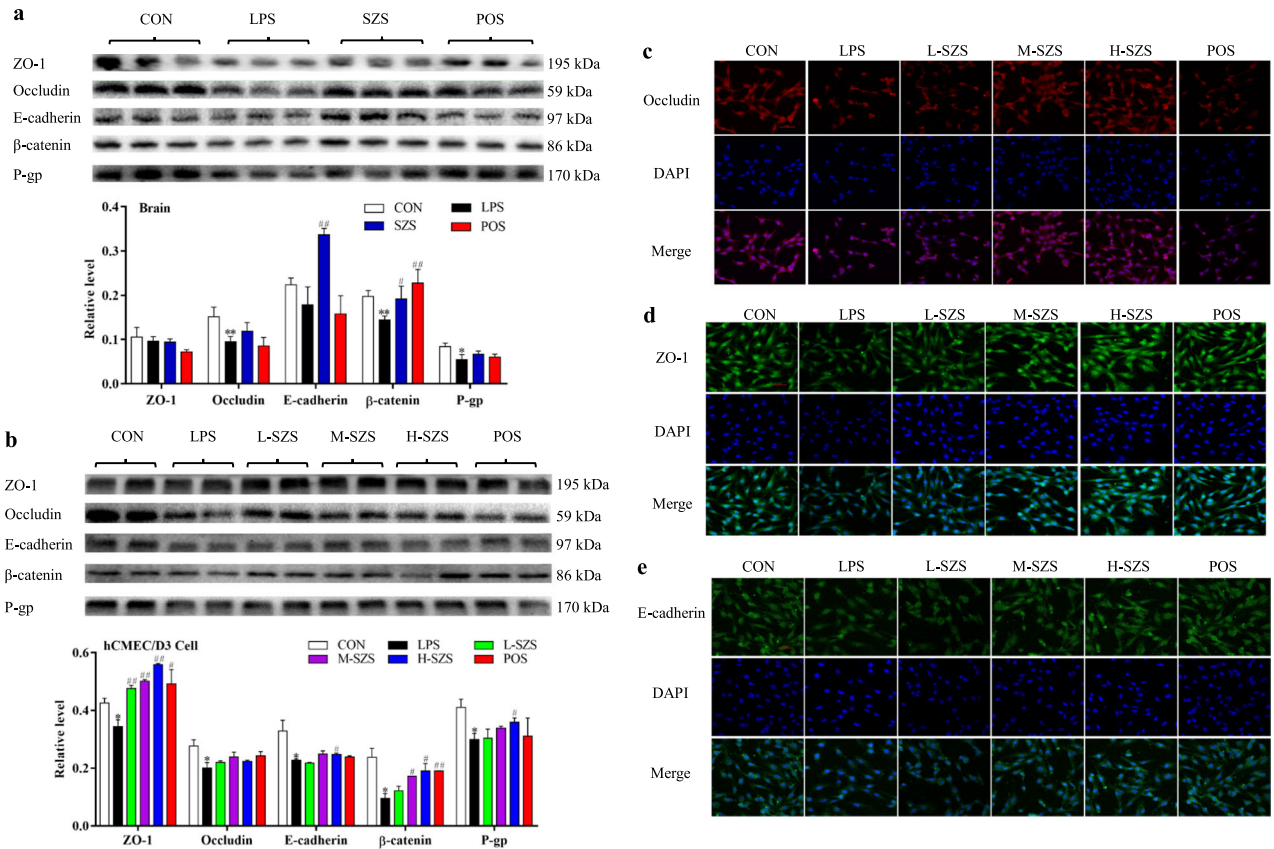 a
CON LPS SZS POS
ZO-1 195 kDa
Occludin 59 kDa
E-cadherin 97 kDa
β-catenin 86 kDa
P-gp 170 kDa
Brain
CON LPS
SZS POS
Relative level
0.4
0.3
0.2
0.1
0.0
** ## ** # ## *
ZO-1 Occludin E-cadherin β-catenin P-gp
b
CON LPS L-SZS M-SZS H-SZS POS
ZO-1 195 kDa
Occludin 59 kDa
E-cadherin 97 kDa
β-catenin 86 kDa
P-gp 170 kDa
hCMEC/D3 Cell
CON LPS L-SZS
M-SZS H-SZS POS
Relative level
0.6
0.4
0.2
0.0
* ## ## ## # * * # * # # ## * #
ZO-1 Occludin E-cadherin β-catenin P-gp
c
CON LPS L-SZS M-SZS H-SZS POS
Occludin
DAPI
Merge
d
CON LPS L-SZS M-SZS H-SZS POS
ZO-1
DAPI
Merge
e
CON LPS L-SZS M-SZS H-SZS POS
E-cadherin
DAPI
Merge